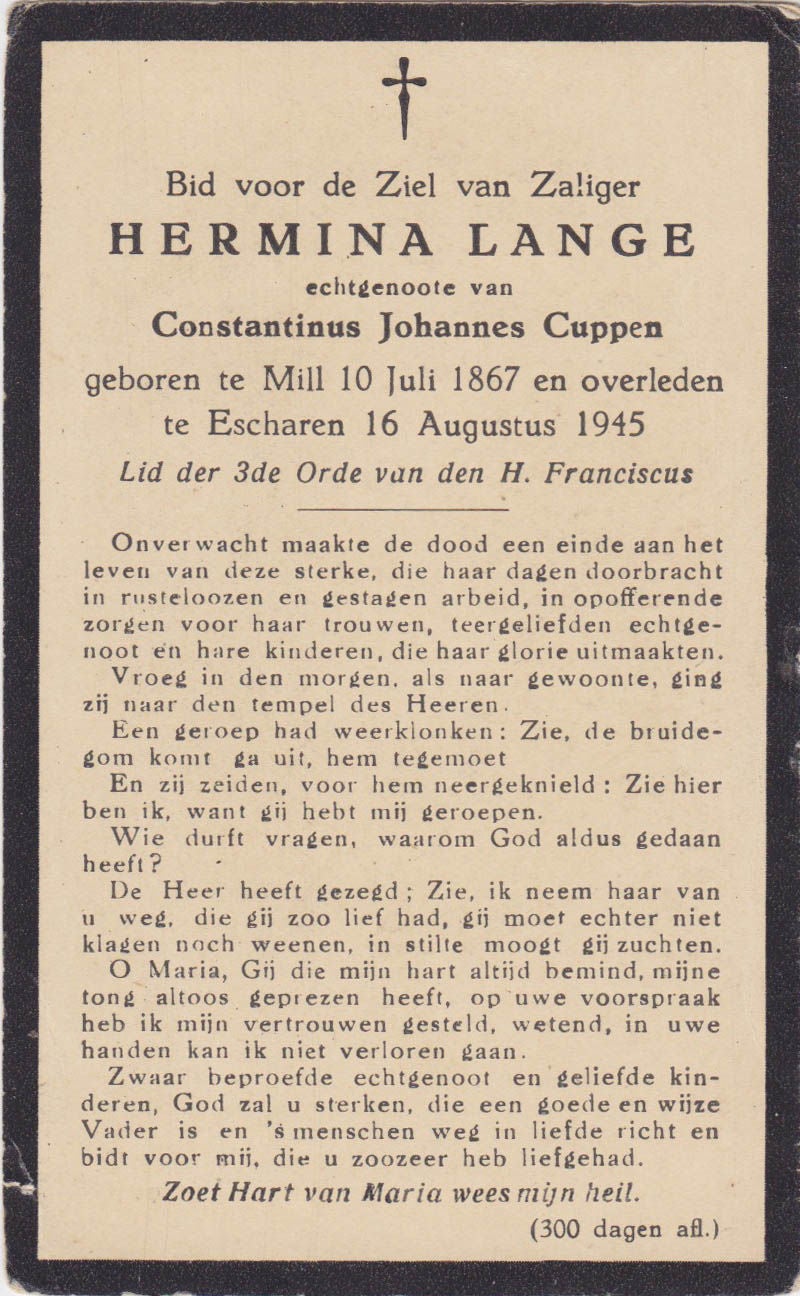 Bid voor de Ziel van Zaliger
HERMINA LANGE
echtgenoote van
Constantinus Johannes Cuppen
geboren te Mill 10 Juli 1867 en overleden
te Escharen 16 Augustus 1945
Lid der 3de Orde van den H. Franciscus
Onverwacht maakte de dood een einde aan het
leven van deze sterke, die haar dagen doorbracht
in rusteloozen en gestagen arbeid, in opofferende
zorgen voor haar trouwen, teergeliefden echtge-
noot en hare kinderen, die haar glorie uitmaakten.
Vroeg in den morgen, als naar gewoonte, ging
zij naar den tempel des Heeren.
Een geroep had weerklonken: Zie, de bruide-
gom komt ga uit, hem tegemoet
En zij zeiden, voor hem neergeknield: Zie hier
ben ik, want gij hebt mij geroepen.
Wie durft vragen, waarom God aldus gedaan
heeft?
De Heer heeft gezegd; Zie, ik neem haar van
u weg, die gij zoo lief had, gij moet echter niet
klagen noch weenen, in stilte moogt gij zuchten.
O Maria, Gij die mijn hart altijd bemind, mijne
tong altoos geprezen heeft, op uwe voorspraak
heb ik mijn vertrouwen gesteld, wetend, in uwe
handen kan ik niet verloren gaan.
Zwaar beproefde echtgenoot en geliefde kin-
deren, God zal u sterken, die een goede en wijze
Vader is en 's menschen weg in liefde richt en
bidt voor mij, die u zoozeer heb liefgehad.
Zoet Hart van Maria wees mijn heil.
(300 dagen afl.)